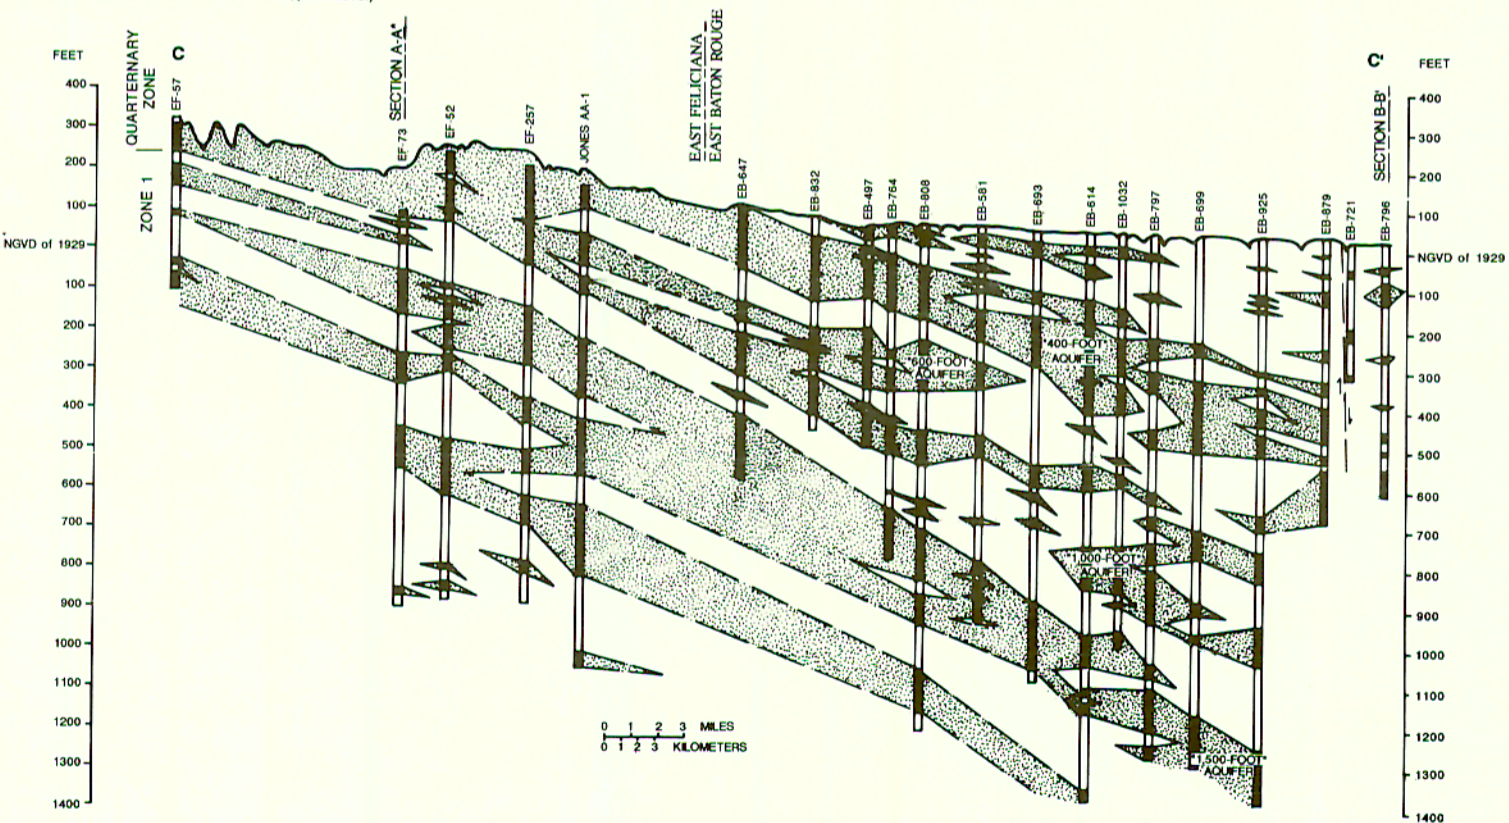 FEET
QUARTERNARY
ZONE
C
EF-57
ZONE 1
SECTION A-A"
EF-73
EF-52
EF-257
JONES AA-1
EAST FELICIANA
EAST BATON ROUGE
EB-647
EB-832
EB-497
EB-764
EB-808
EB-581
EB-693
EB-614
EB-1032
EB-797
EB-699
EB-925
EB-879
EB-721
EB-796
SECTION B-B'
C'
FEET
400
300
200
100
NGVD of 1929
100
200
300
400
500
600
700
800
900
1000
1100
1200
1300
1400
400
300
200
100
NGVD of 1929
100
200
300
400
500
600
700
800
900
1000
1100
1200
1300
1400
"600-FOOT"
AQUIFER
"400-FOOT"
AQUIFER
"1,000-FOOT"
AQUIFER
"1,500-FOOT"
AQUIFER
0 1 2 3 MILES
0 1 2 3 KILOMETERS